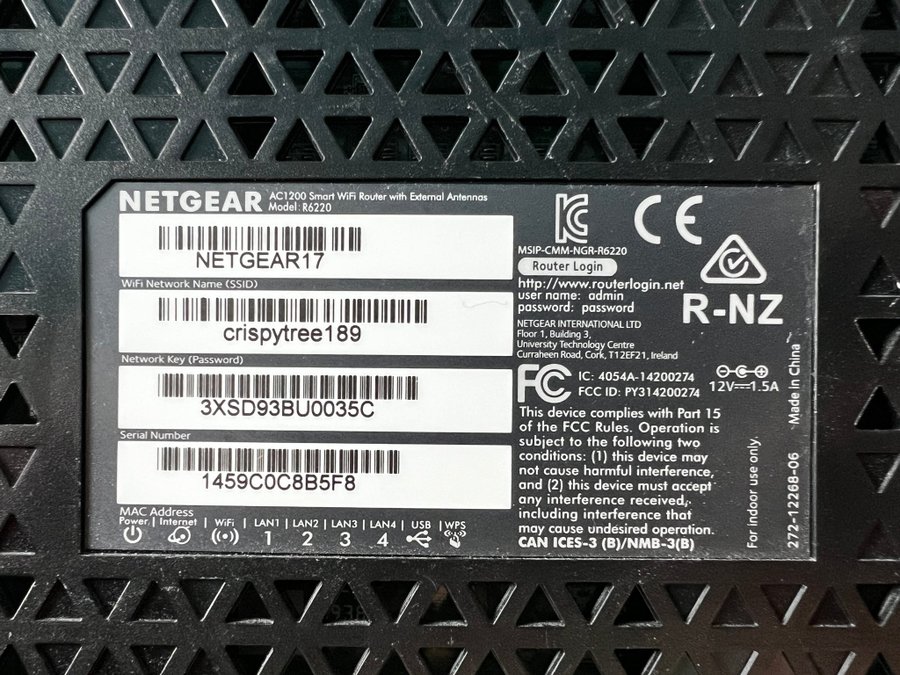 NETGEAR AC1200 Smart WiFi Router with External Antennas
Model: R6220
NETGEAR17
WiFi Network Name (SSID)
crispytree189
Network Key (Password)
3XSD93BU0035C
Serial Number
1459C0C8B5F8
MAC Address
Power | Internet | WiFi | LAN1 | LAN2 | LAN3 | LAN4 | USB | WPS
1 2 3 4
MSIP-CMM-NGR-R6220
CE
Router Login
http://www.routerlogin.net
user name: admin
password: password
R-NZ
NETGEAR INTERNATIONAL LTD
Floor 1, Building 3,
University Technology Centre
Curraheen Road, Cork, T12EF21, Ireland
FC IC: 4054A-14200274
FCC ID: PY314200274
12V⎓1.5A
This device complies with Part 15
of the FCC Rules. Operation is
subject to the following two
conditions: (1) this device may
not cause harmful interference,
and (2) this device must accept
any interference received,
including interference that
may cause undesired operation.
CAN ICES-3 (B)/NMB-3(B)
For indoor use only.
272-12268-06
Made in China